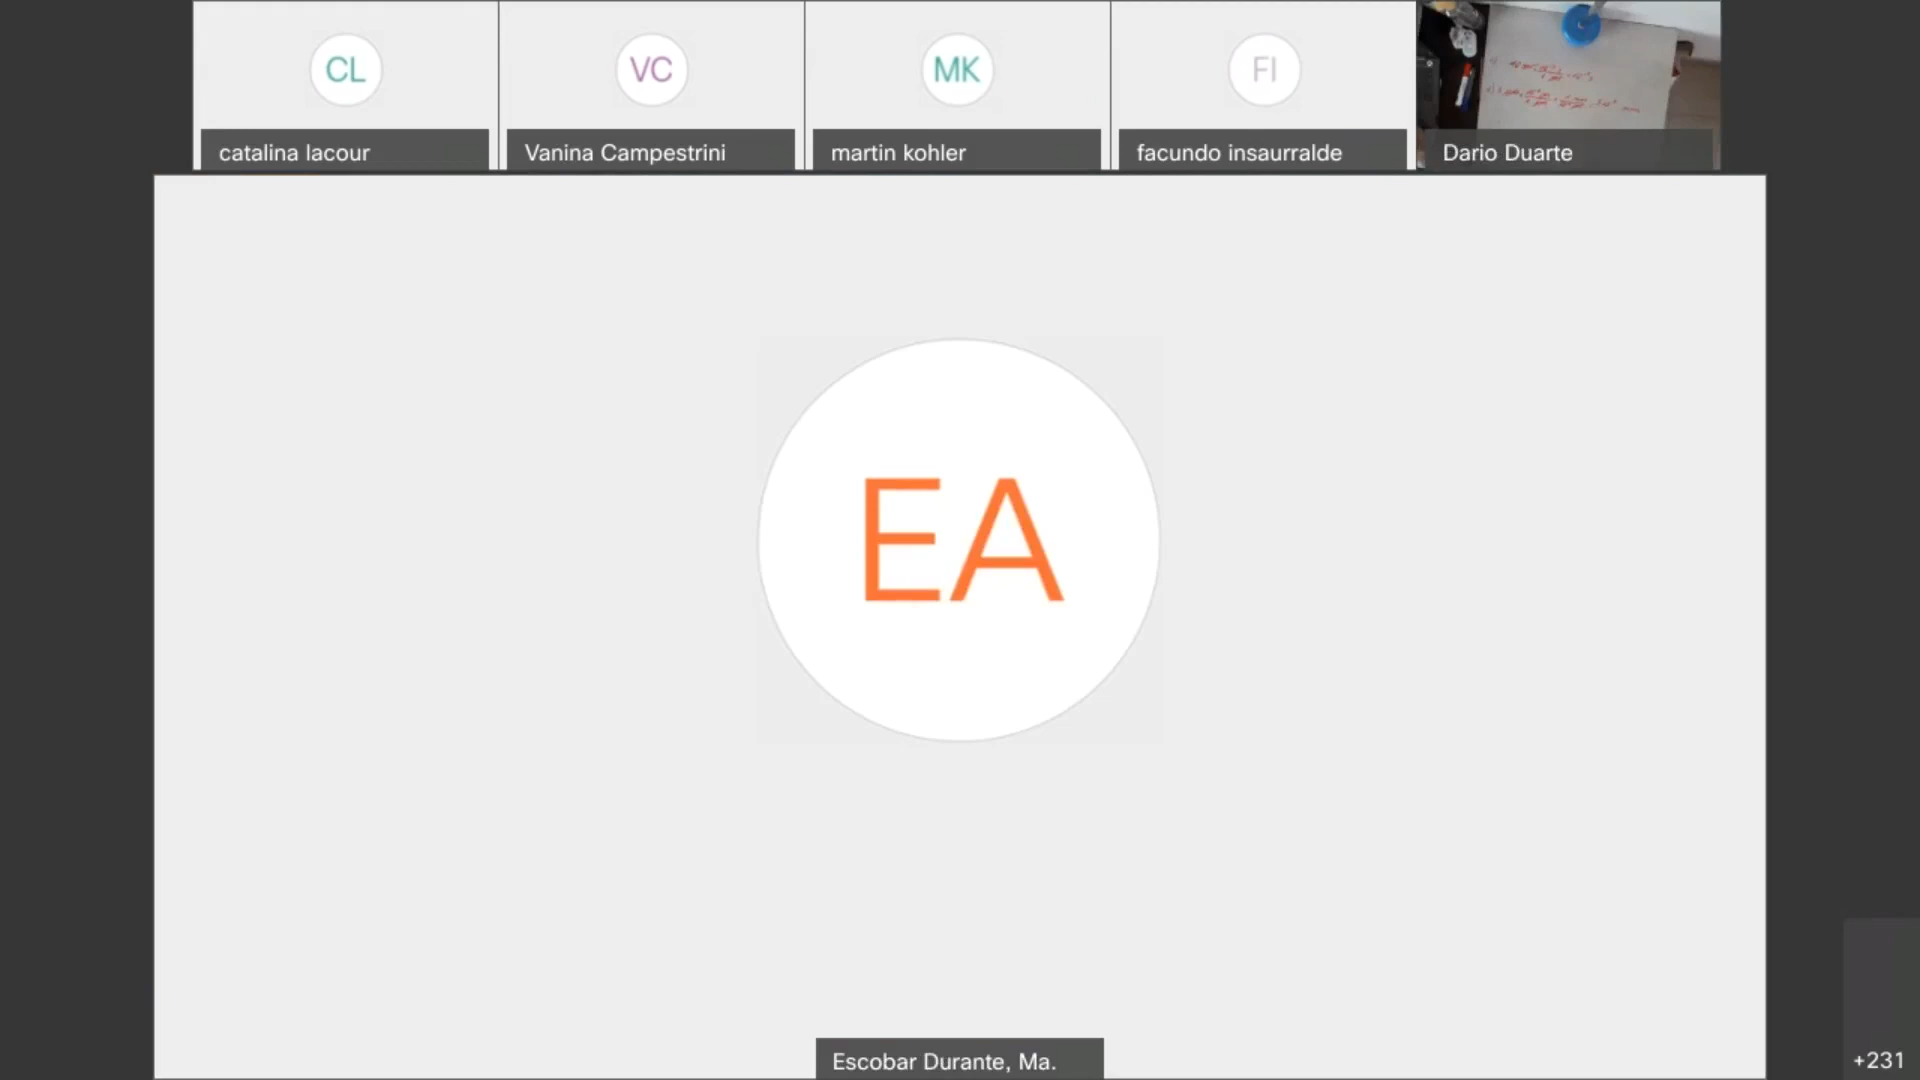 CL
VC
MK
FI
catalina lacour
Vanina Campestrini
martin kohler
facundo insaurralde
Dario Duarte
EA
Escobar Durante, Ma.
+231